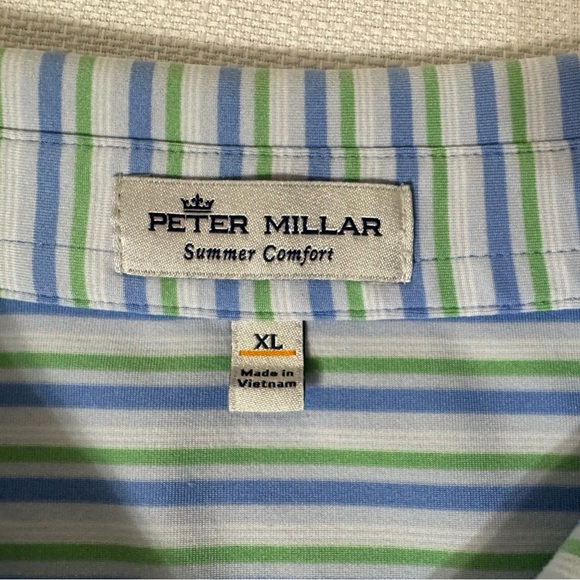 PETER MILLAR
Summer Comfort
XL
Made in
Vietnam